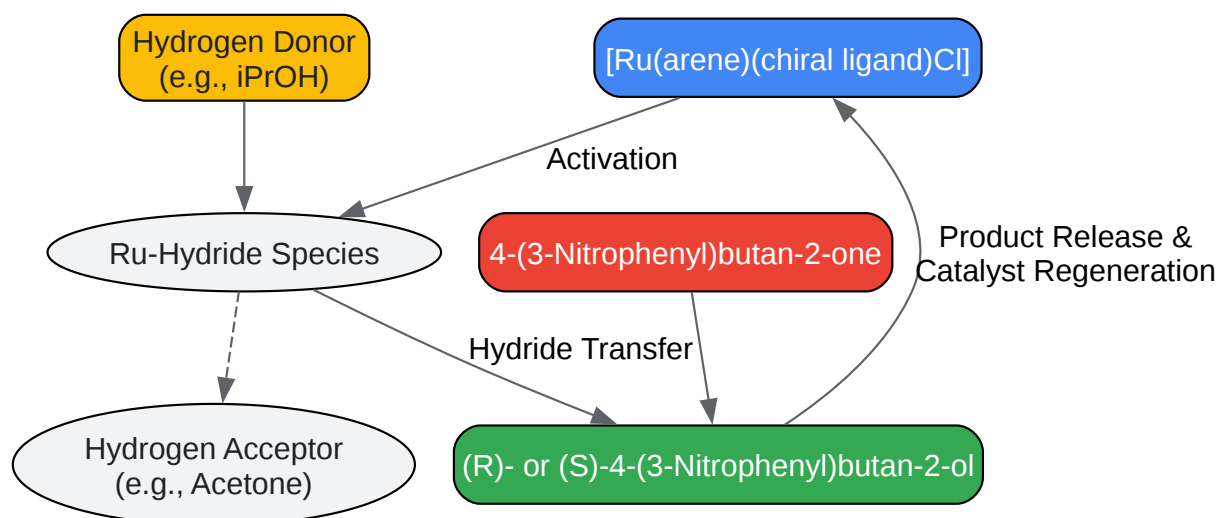 Hydrogen Donor
(e.g., iPrOH)
[Ru(arene)(chiral ligand)Cl]
Activation
Ru-Hydride Species
4-(3-Nitrophenyl)butan-2-one
Product Release &
Catalyst Regeneration
Hydride Transfer
Hydrogen Acceptor
(e.g., Acetone)
(R)- or (S)-4-(3-Nitrophenyl)butan-2-ol